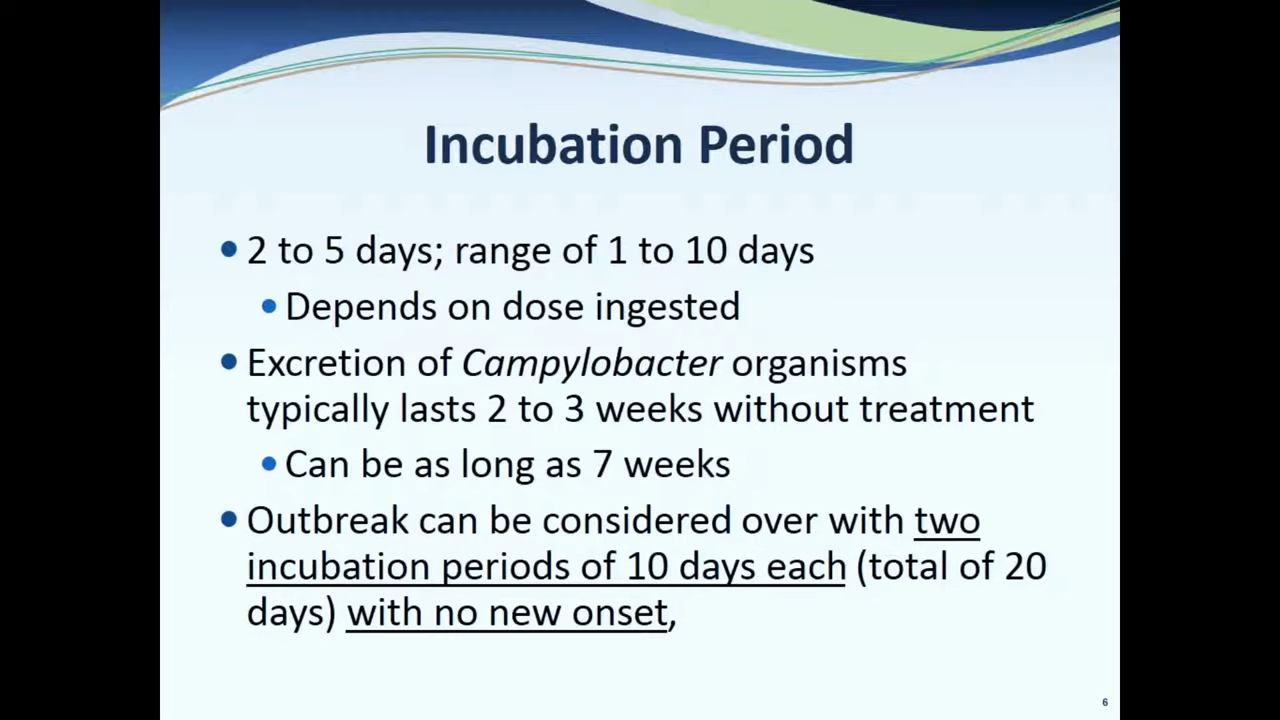 Incubation Period
• 2 to 5 days; range of 1 to 10 days
• Depends on dose ingested
• Excretion of Campylobacter organisms
typically lasts 2 to 3 weeks without treatment
• Can be as long as 7 weeks
• Outbreak can be considered over with two
incubation periods of 10 days each (total of 20
days) with no new onset,
6